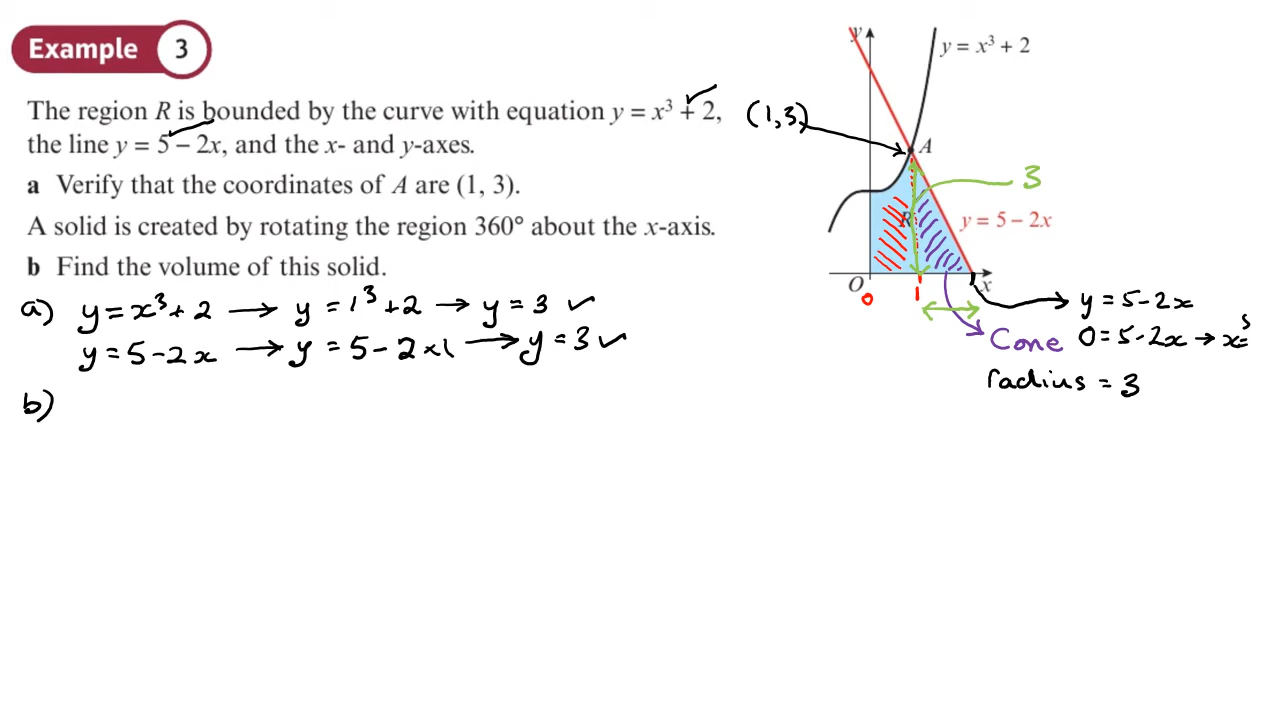 Example 3
The region R is bounded by the curve with equation y = x³ + 2,
the line y = 5 – 2x, and the x- and y-axes.
a Verify that the coordinates of A are (1, 3).
A solid is created by rotating the region 360° about the x-axis.
b Find the volume of this solid.
a) y = x³ + 2 → y = 1³ + 2 → y = 3 ✓
y = 5 - 2x → y = 5 - 2×1 → y = 3 ✓
b)
y
y = x³ + 2
(1,3)
A
3
R
y = 5 – 2x
O
x
0
1
y = 5-2x
Cone
0 = 5-2x → x=
radius = 3